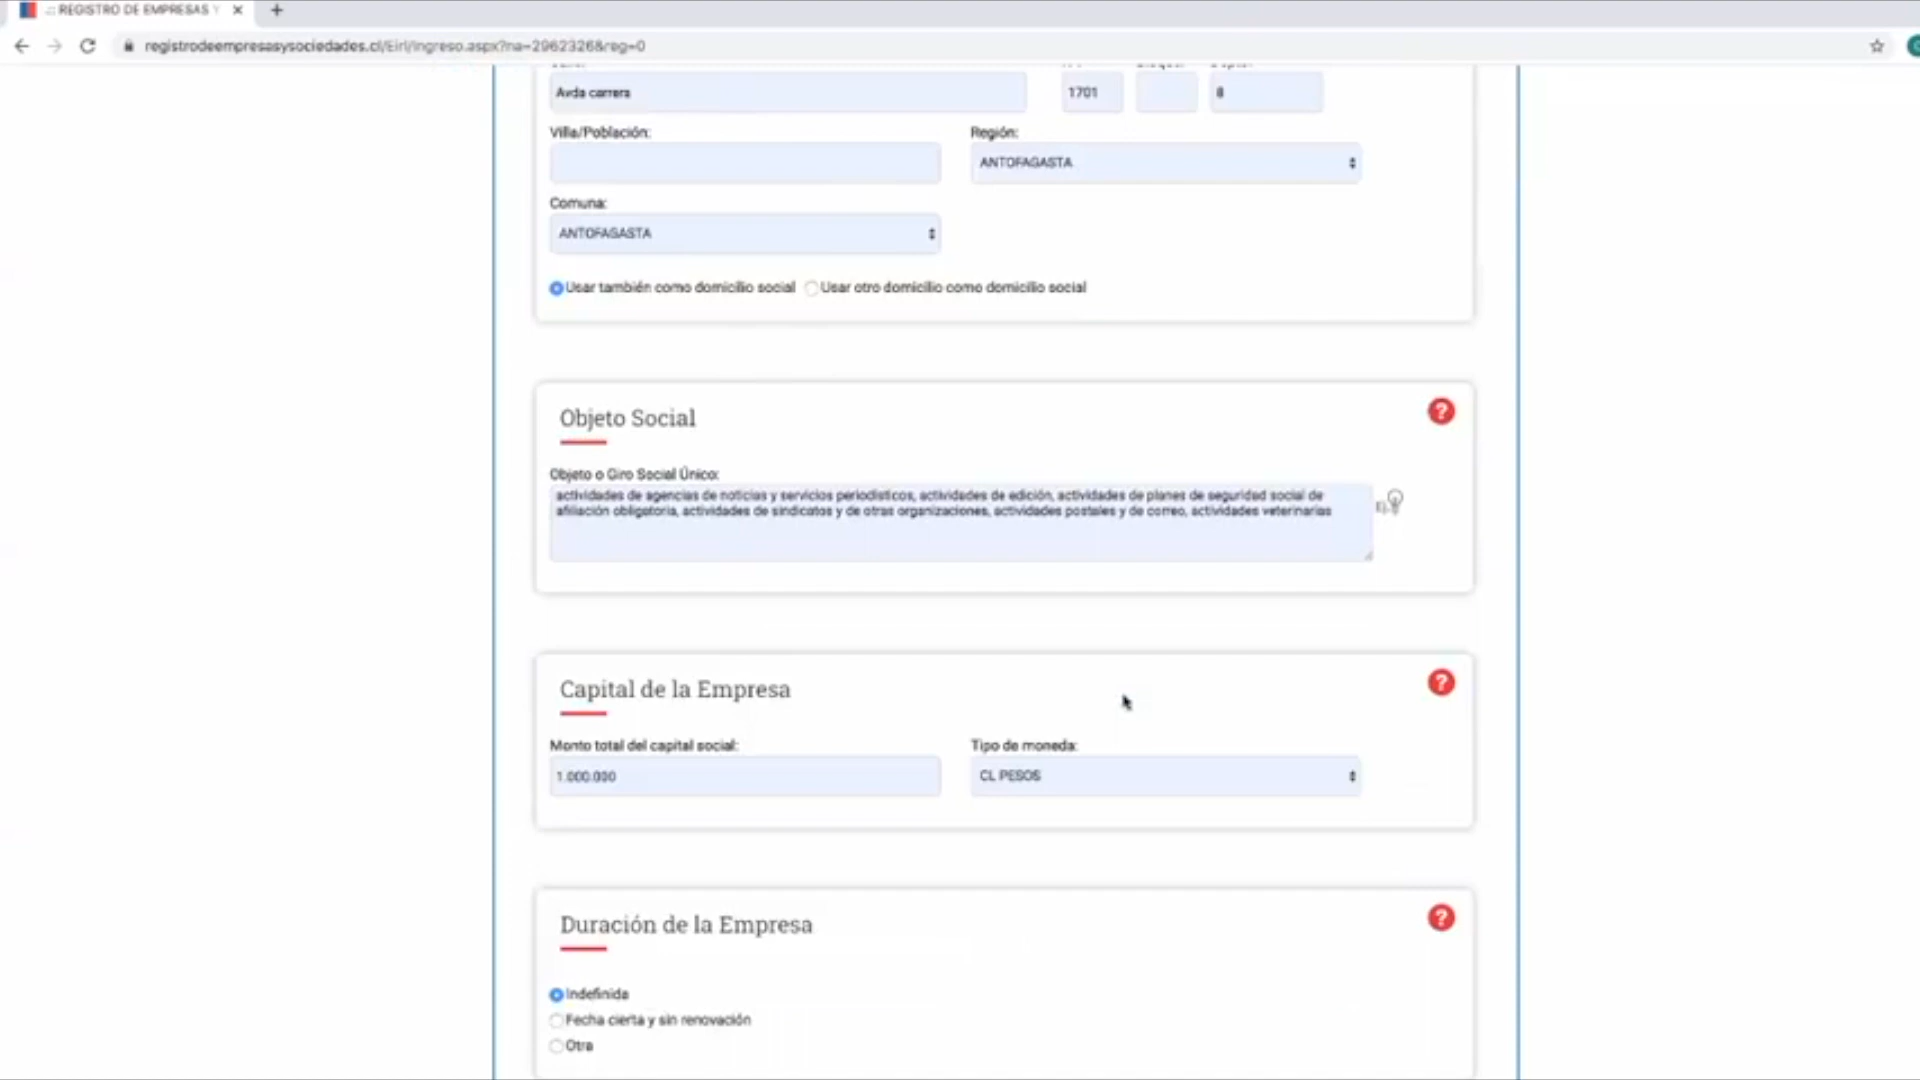 REGISTRO DE EMPRESAS Y
registrodeempresasysociedades.cl/Eirl/Ingreso.aspx?na=2962326&reg=0
Avda carrera
1701
8
Villa/Población:
Región:
ANTOFAGASTA
Comuna:
ANTOFAGASTA
Usar también como domicilio social
Usar otro domicilio como domicilio social
Objeto Social
?
Objeto o Giro Social Único:
actividades de agencias de noticias y servicios periodísticos, actividades de edición, actividades de planes de seguridad social de
afiliación obligatoria, actividades de sindicatos y de otras organizaciones, actividades postales y de correo, actividades veterinarias
Capital de la Empresa
?
Monto total del capital social:
Tipo de moneda:
1.000.000
CL PESOS
Duración de la Empresa
?
Indefinida
Fecha cierta y sin renovación
Otra